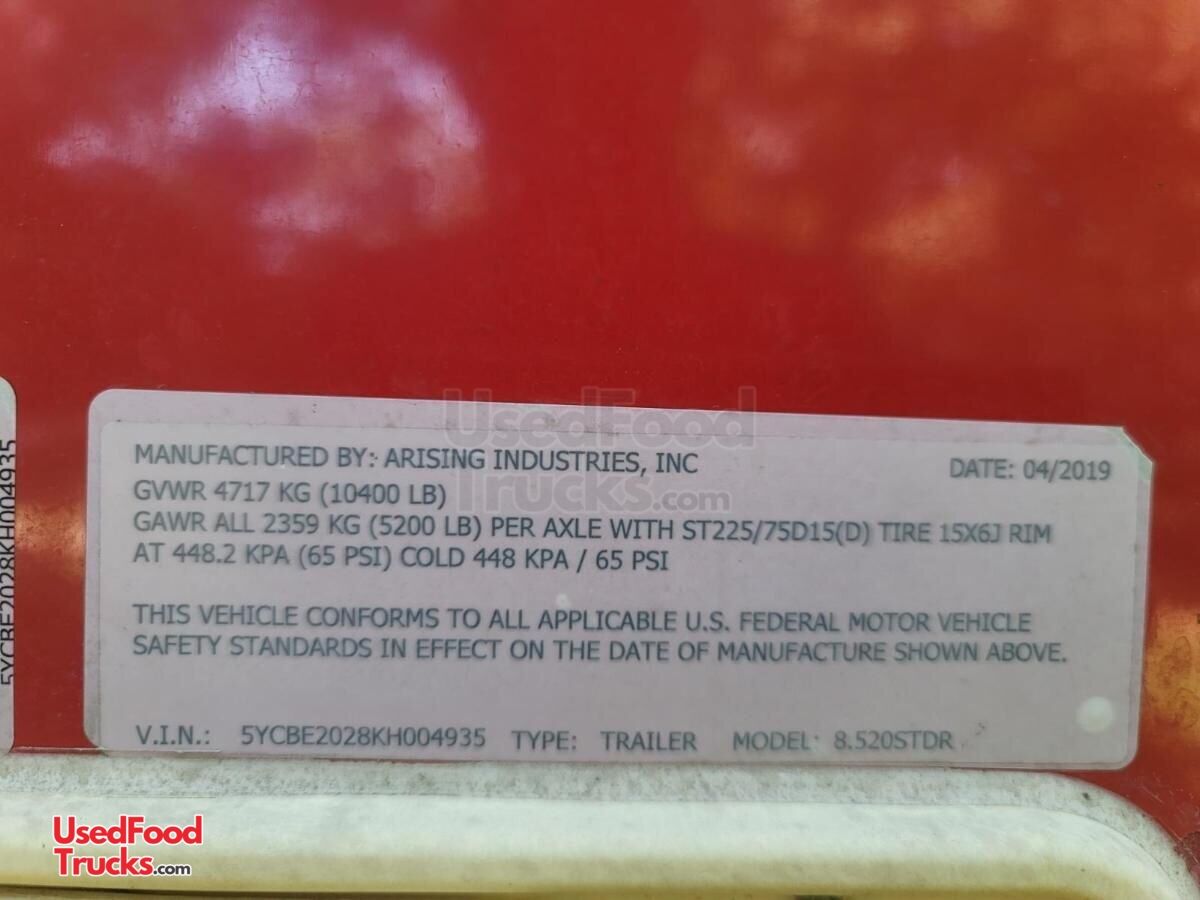 UsedFood
Trucks.com
MANUFACTURED BY: ARISING INDUSTRIES, INC
DATE: 04/2019
GVWR 4717 KG (10400 LB)
GAWR ALL 2359 KG (5200 LB) PER AXLE WITH ST225/75D15(D) TIRE 15X6J RIM
AT 448.2 KPA (65 PSI) COLD 448 KPA / 65 PSI
THIS VEHICLE CONFORMS TO ALL APPLICABLE U.S. FEDERAL MOTOR VEHICLE
SAFETY STANDARDS IN EFFECT ON THE DATE OF MANUFACTURE SHOWN ABOVE.
V.I.N.: 5YCBE2028KH004935 TYPE: TRAILER MODEL: 8.520STDR
5YCBE2028KH004935
UsedFood
Trucks.com